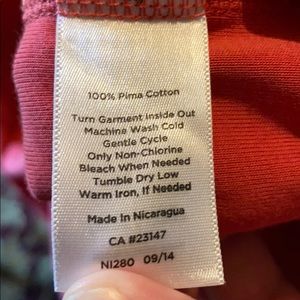 100% Pima Cotton
Turn Garment Inside Out
Machine Wash Cold
Gentle Cycle
Only Non-Chlorine
Bleach When Needed
Tumble Dry Low
Warm Iron, If Needed
Made In Nicaragua
CA #23147
NI280 09/14